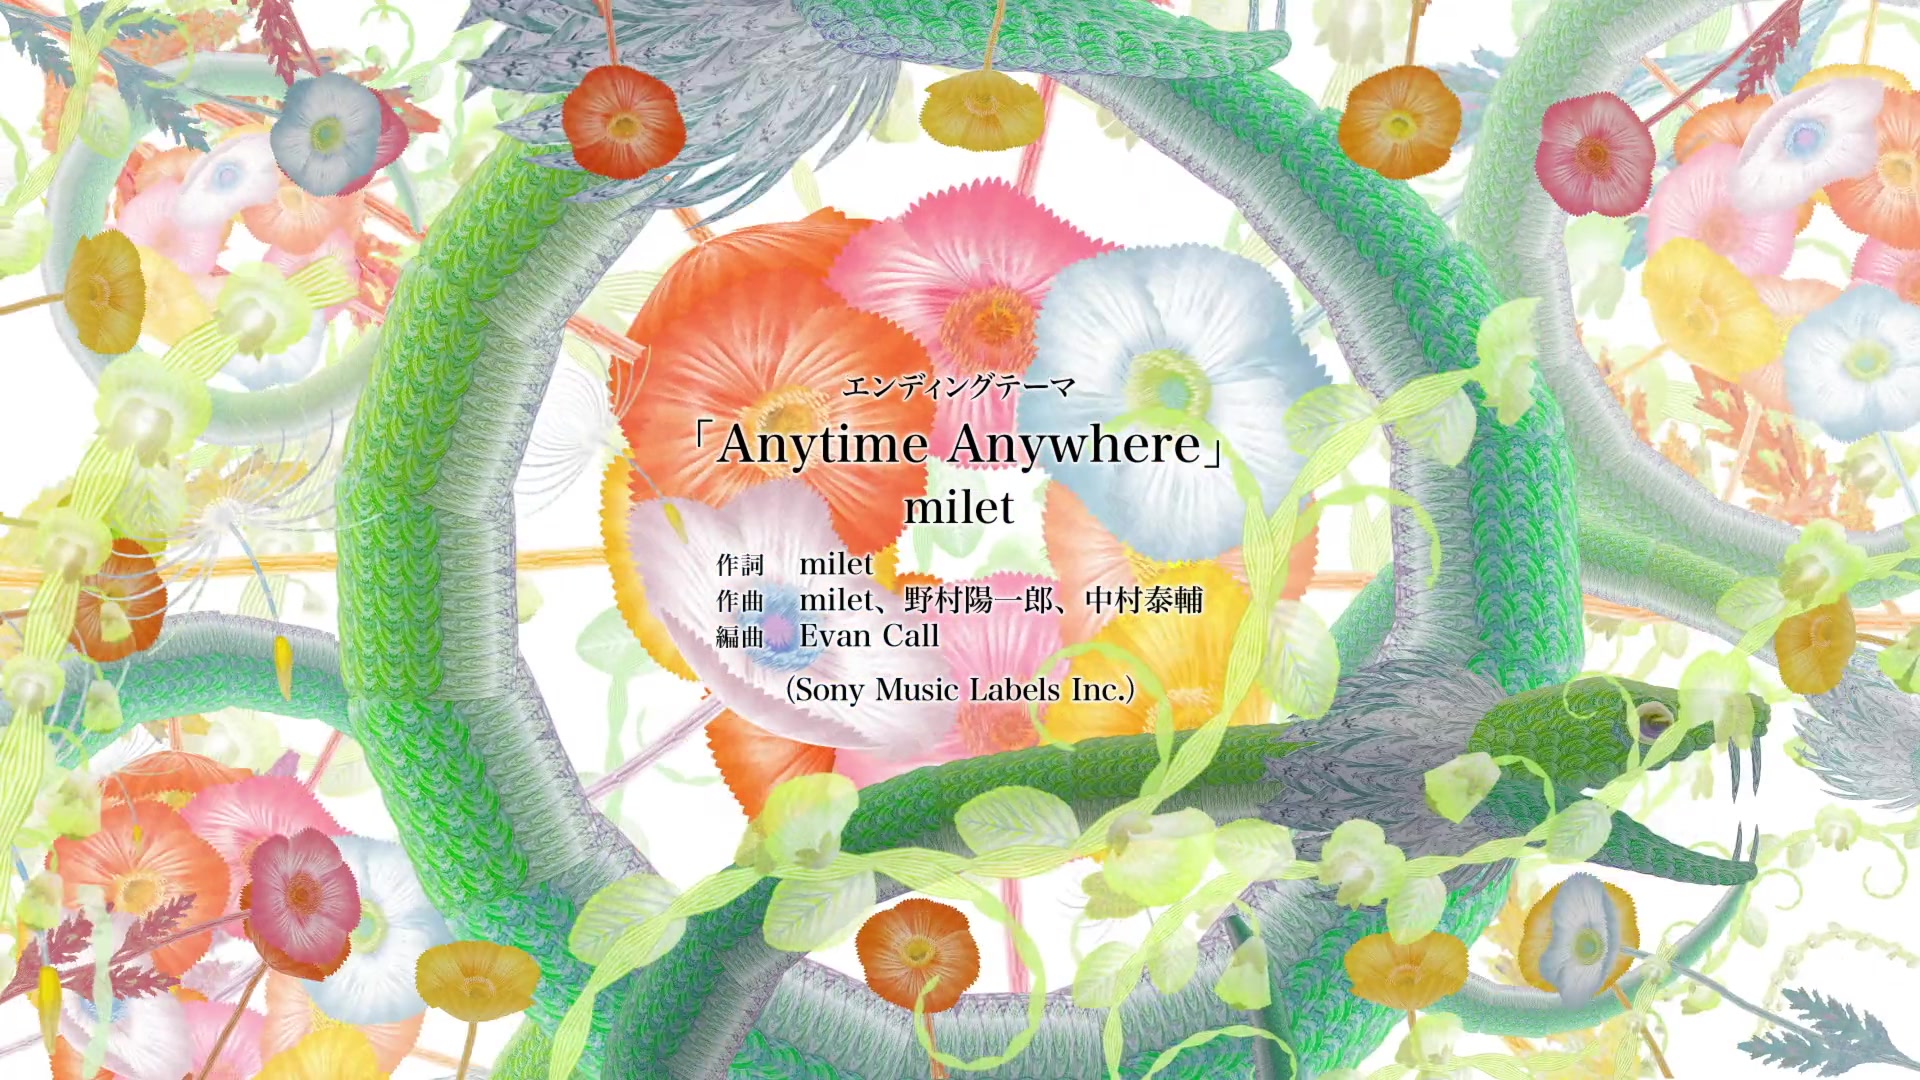 エンディングテーマ
「Anytime Anywhere」
milet
作詞 milet
作曲 milet、野村陽一郎、中村泰輔
編曲 Evan Call
(Sony Music Labels Inc.)